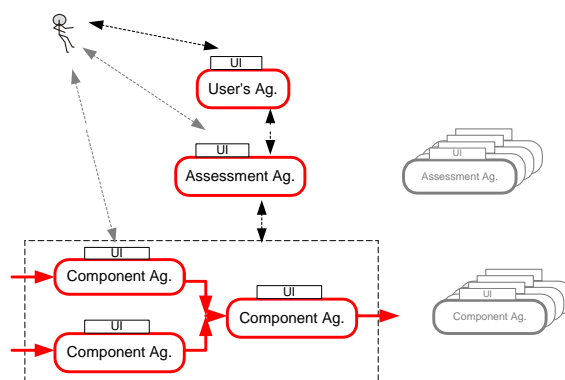 UI
User's Ag.
UI
Assessment Ag.
UI
Assessment Ag.
UI
Component Ag.
UI
Component Ag.
UI
Component Ag.
UI
Component Ag.